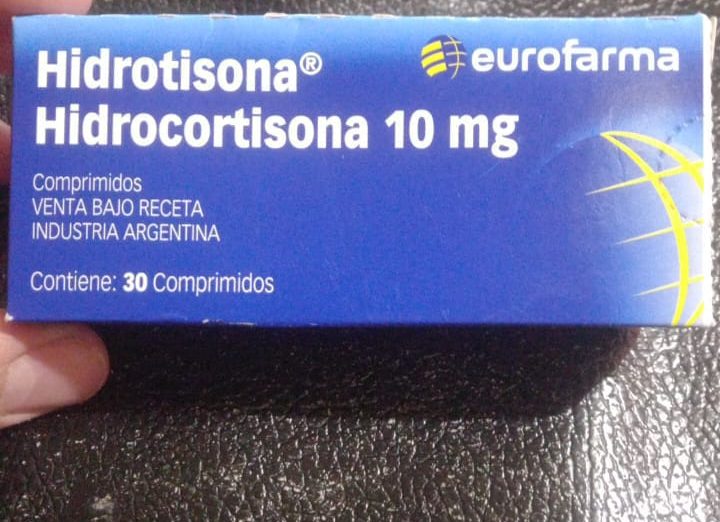 Hidrotisona®
eurofarma
Hidrocortisona 10 mg
Comprimidos
VENTA BAJO RECETA
INDUSTRIA ARGENTINA
Contiene: 30 Comprimidos